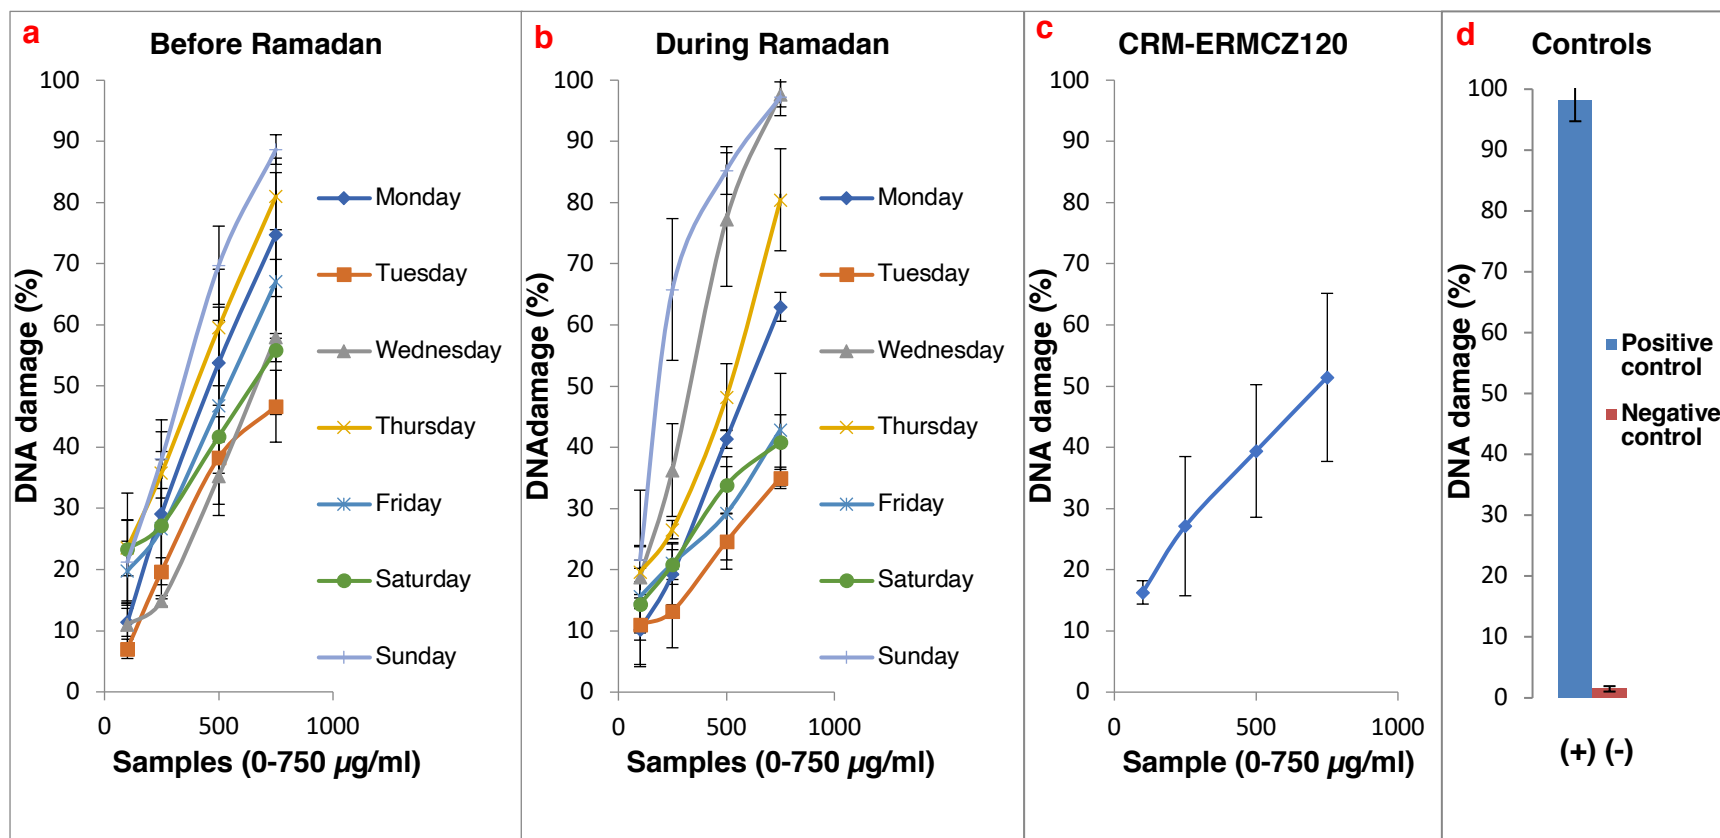 a
Before Ramadan
DNA damage (%)
100
90
80
70
60
50
40
30
20
10
0
0
500
1000
Samples (0-750 µg/ml)
Monday
Tuesday
Wednesday
Thursday
Friday
Saturday
Sunday
b
During Ramadan
DNAdamage (%)
100
90
80
70
60
50
40
30
20
10
0
0
500
1000
Samples (0-750 µg/ml)
Monday
Tuesday
Wednesday
Thursday
Friday
Saturday
Sunday
c
CRM-ERMCZ120
DNA damage (%)
100
90
80
70
60
50
40
30
20
10
0
0
500
1000
Sample (0-750 µg/ml)
d
Controls
DNA damage (%)
100
90
80
70
60
50
40
30
20
10
0
(+) (-)
Positive
control
Negative
control